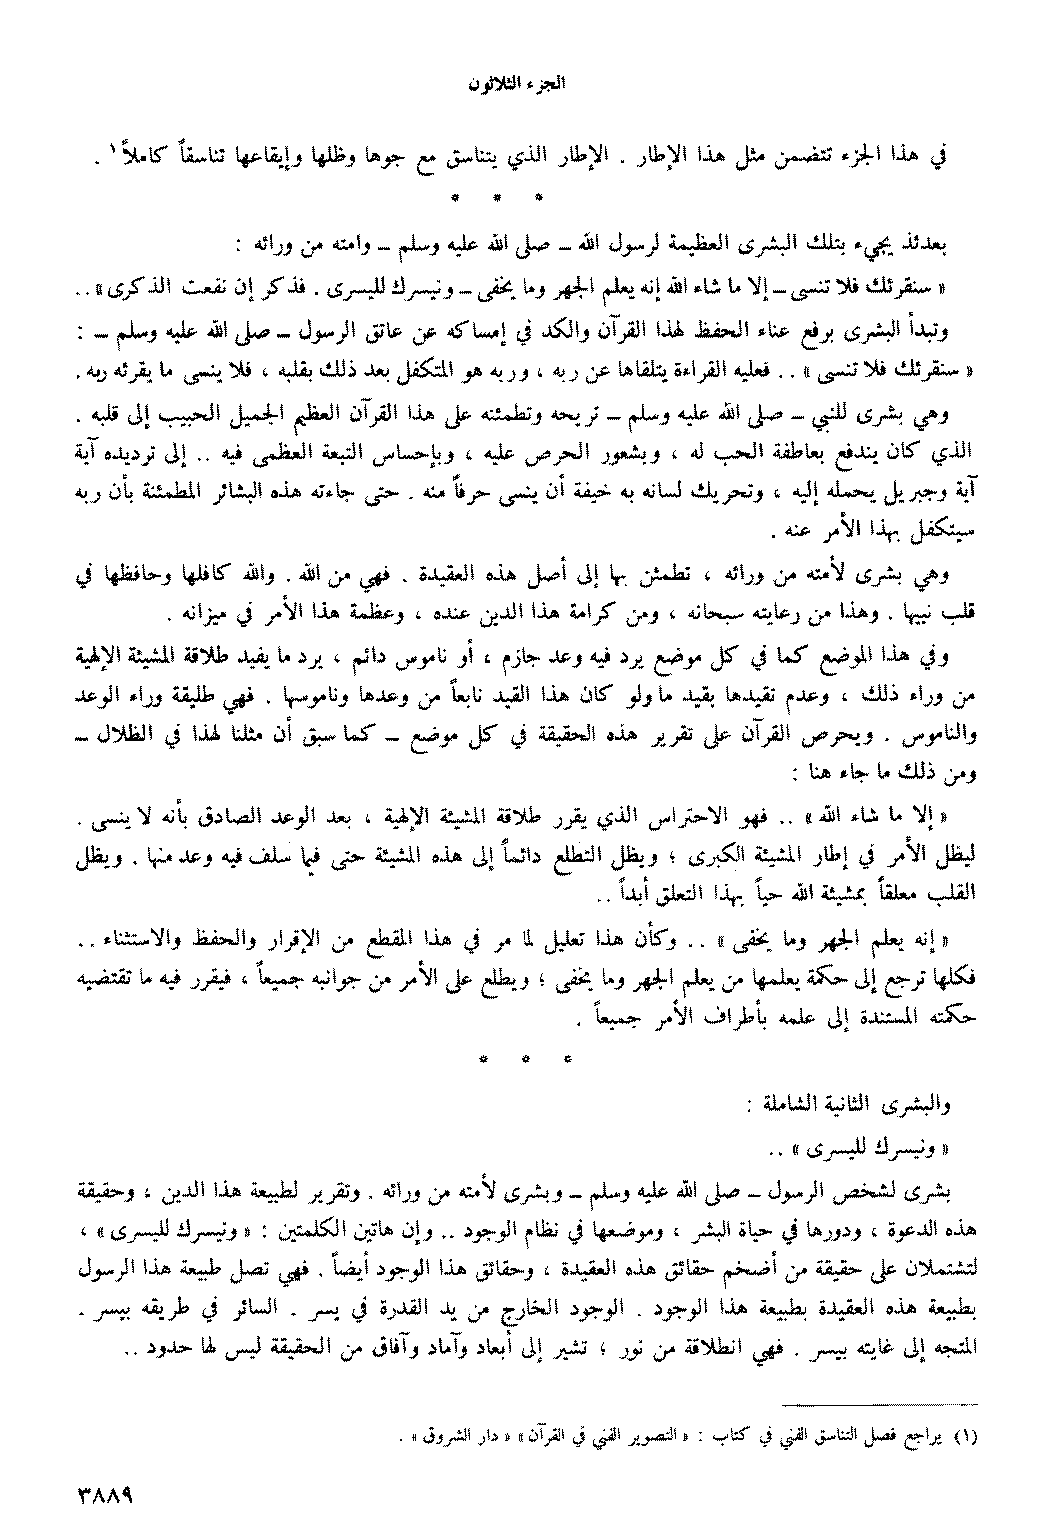 الجزء الثلاثون
في هذا الجزء تتضمن مثل هذا الإطار . الإطار الذي يتناسق مع جوها وظلها وإيقاعها تناسقاً كاملاً١ .
* * *
بعدئذ يجيء بتلك البشرى العظيمة لرسول الله – صلى الله عليه وسلم – وأمته من ورائه :
« سنقرئك فلا تنسى – إلا ما شاء الله إنه يعلم الجهر وما يخفى – ونيسرك لليسرى . فذكر إن نفعت الذكرى» ..
وتبدأ البشرى برفع عناء الحفظ لهذا القرآن والكد في إمساكه عن عاتق الرسول – صلى الله عليه وسلم – :
« سنقرئك فلا تنسى» .. فعليه القراءة يتلقاها عن ربه ، وربه هو المتكفل بعد ذلك بقلبه ، فلا ينسى ما يقرئه ربه .
وهي بشرى للنبي – صلى الله عليه وسلم – تريحه وتطمئنه على هذا القرآن العظيم الجميل الحبيب إلى قلبه .
الذي كان يندفع بعاطفة الحب له ، وبشعور الحرص عليه ، وبإحساس التبعة العظمى فيه .. إلى ترديده آية
آية وجبريل يحمله إليه ، وتحريك لسانه به خيفة أن ينسى حرفاً منه . حتى جاءته هذه البشائر المطمئنة بأن ربه
سيتكفل بهذا الأمر عنه .
وهي بشرى لأمته من ورائه ، تطمئن بها إلى أصل هذه العقيدة . فهي من الله . والله كافلها وحافظها في
قلب نبيها . وهذا من رعايته سبحانه ، ومن كرامة هذا الدين عنده ، وعظمة هذا الأمر في ميزانه .
وفي هذا الموضع كما في كل موضع يرد فيه وعد جازم ، أو ناموس دائم ، يرد ما يفيد طلاقة المشيئة الإلهية
من وراء ذلك ، وعدم تقيدها بقيد ما ولو كان هذا القيد نابعاً من وعدها وناموسها . فهي طليقة وراء الوعد
والناموس . ويحرص القرآن على تقرير هذه الحقيقة في كل موضع – كما سبق أن مثلنا لهذا في الظلال –
ومن ذلك ما جاء هنا :
« إلا ما شاء الله» .. فهو الاحتراس الذي يقرر طلاقة المشيئة الإلهية ، بعد الوعد الصادق بأنه لا ينسى .
ليظل الأمر في إطار المشيئة الكبرى ؛ ويظل التطلع دائماً إلى هذه المشيئة حتى فيما سلف فيه وعد منها . ويظل
القلب معلقاً بمشيئة الله حياً بهذا التعلق أبداً ..
« إنه يعلم الجهر وما يخفى» .. وكأن هذا تعليل لما مر في هذا المقطع من الإقرار والحفظ والاستثناء ..
فكلها ترجع إلى حكمة يعلمها من يعلم الجهر وما يخفى ؛ ويطلع على الأمر من جوانبه جميعاً ، فيقرر فيه ما تقتضيه
حكمته المستندة إلى علمه بأطراف الأمر جميعاً .
* * *
والبشرى الثانية الشاملة :
« ونيسرك لليسرى» ..
بشرى لشخص الرسول – صلى الله عليه وسلم – وبشرى لأمته من ورائه . وتقرير لطبيعة هذا الدين ، وحقيقة
هذه الدعوة ، ودورها في حياة البشر ، وموضعها في نظام الوجود .. وإن هاتين الكلمتين : « ونيسرك لليسرى» ،
لتشتملان على حقيقة من أضخم حقائق هذه العقيدة ، وحقائق هذا الوجود أيضاً . فهي تصل طبيعة هذا الرسول
بطبيعة هذه العقيدة بطبيعة هذا الوجود . الوجود الخارج من يد القدرة في يسر . السائر في طريقه بيسر .
المتجه إلى غايته بيسر . فهي انطلاقة من نور ؛ تشير إلى أبعاد وآماد وآفاق من الحقيقة ليس لها حدود ..
(١) يراجع فصل التناسق الفني في كتاب : « التصوير الفني في القرآن» « دار الشروق» .
٣٨٨٩